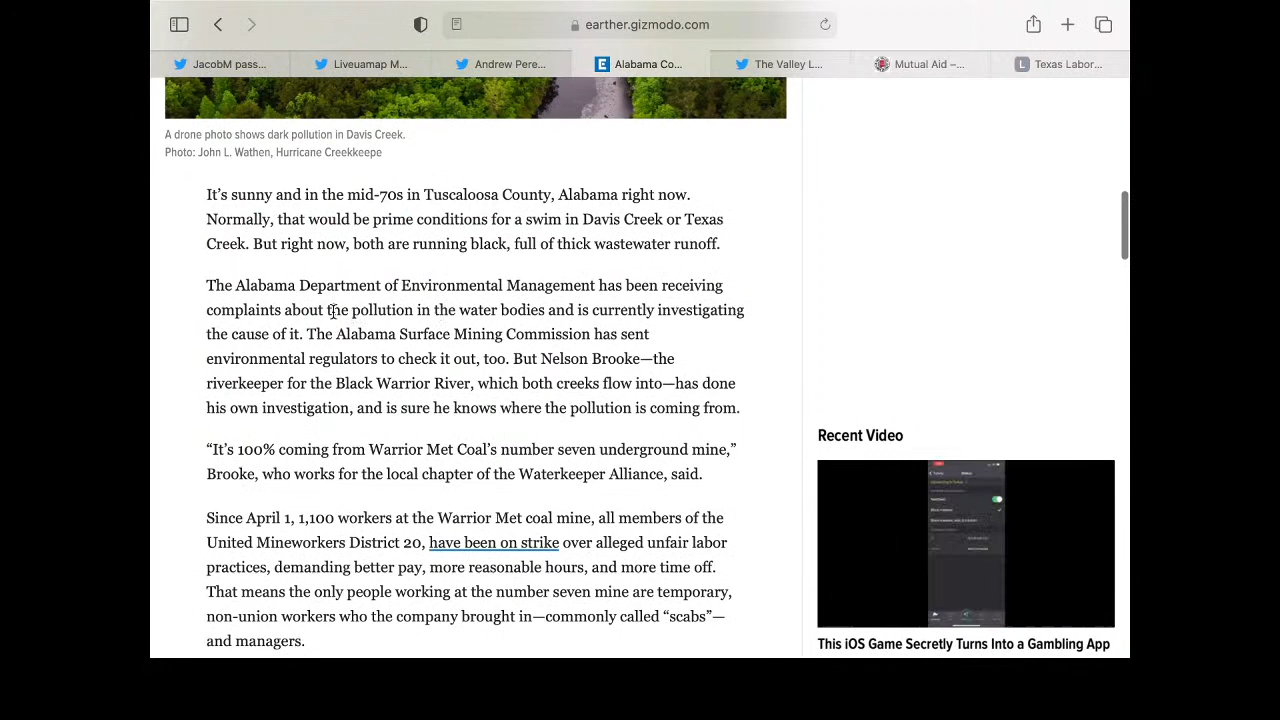 earther.gizmodo.com
JacobM pass...
Liveuamap M...
Andrew Pere...
E
Alabama Co...
The Valley L...
Mutual Aid –...
L
Texas Labor...
A drone photo shows dark pollution in Davis Creek.
Photo: John L. Wathen, Hurricane Creekkeepe
It’s sunny and in the mid-70s in Tuscaloosa County, Alabama right now.
Normally, that would be prime conditions for a swim in Davis Creek or Texas
Creek. But right now, both are running black, full of thick wastewater runoff.
The Alabama Department of Environmental Management has been receiving
complaints about the pollution in the water bodies and is currently investigating
the cause of it. The Alabama Surface Mining Commission has sent
environmental regulators to check it out, too. But Nelson Brooke—the
riverkeeper for the Black Warrior River, which both creeks flow into—has done
his own investigation, and is sure he knows where the pollution is coming from.
“It’s 100% coming from Warrior Met Coal’s number seven underground mine,”
Brooke, who works for the local chapter of the Waterkeeper Alliance, said.
Since April 1, 1,100 workers at the Warrior Met coal mine, all members of the
United Mineworkers District 20, have been on strike over alleged unfair labor
practices, demanding better pay, more reasonable hours, and more time off.
That means the only people working at the number seven mine are temporary,
non-union workers who the company brought in—commonly called “scabs”—
and managers.
Recent Video
This iOS Game Secretly Turns Into a Gambling App